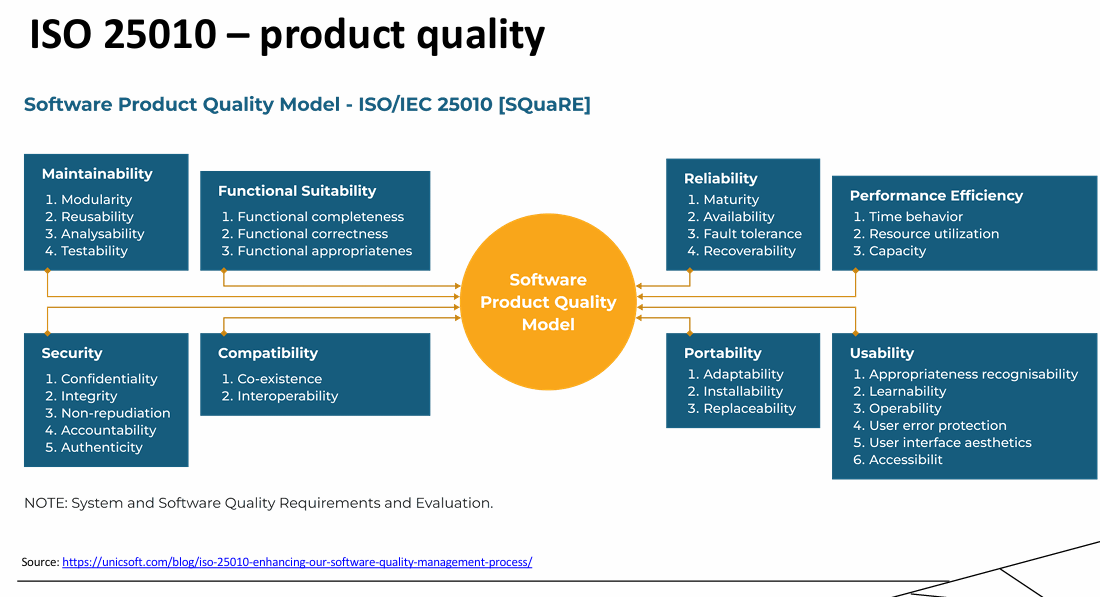 ISO 25010 – product quality
Software Product Quality Model - ISO/IEC 25010 [SQuaRE]
Maintainability
1. Modularity
2. Reusability
3. Analysability
4. Testability
Functional Suitability
1. Functional completeness
2. Functional correctness
3. Functional appropriatenes
Reliability
1. Maturity
2. Availability
3. Fault tolerance
4. Recoverability
Performance Efficiency
1. Time behavior
2. Resource utilization
3. Capacity
Software
Product Quality
Model
Security
1. Confidentiality
2. Integrity
3. Non-repudiation
4. Accountability
5. Authenticity
Compatibility
1. Co-existence
2. Interoperability
Portability
1. Adaptability
2. Installability
3. Replaceability
Usability
1. Appropriateness recognisability
2. Learnability
3. Operability
4. User error protection
5. User interface aesthetics
6. Accessibilit
NOTE: System and Software Quality Requirements and Evaluation.
Source: https://unicsoft.com/blog/iso-25010-enhancing-our-software-quality-management-process/